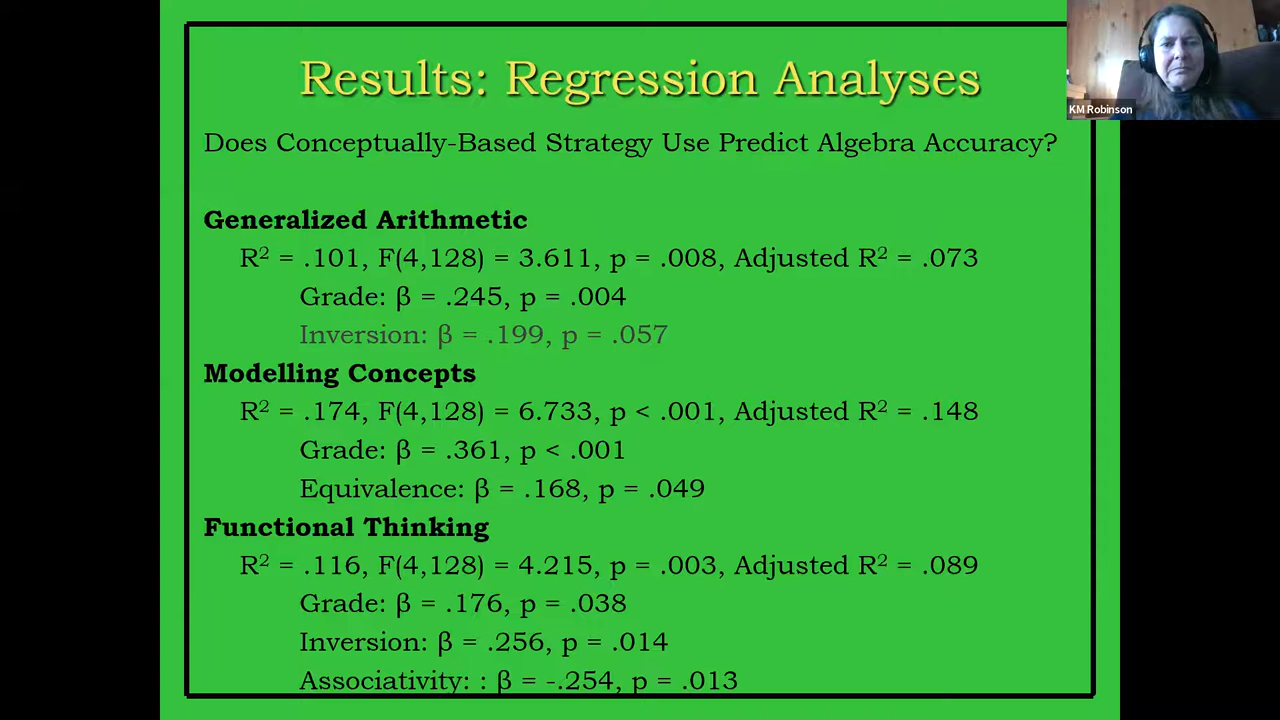 Results: Regression Analyses
KM Robinson
Does Conceptually-Based Strategy Use Predict Algebra Accuracy?
Generalized Arithmetic
R² = .101, F(4,128) = 3.611, p = .008, Adjusted R² = .073
Grade: β = .245, p = .004
Inversion: β = .199, p = .057
Modelling Concepts
R² = .174, F(4,128) = 6.733, p < .001, Adjusted R² = .148
Grade: β = .361, p < .001
Equivalence: β = .168, p = .049
Functional Thinking
R² = .116, F(4,128) = 4.215, p = .003, Adjusted R² = .089
Grade: β = .176, p = .038
Inversion: β = .256, p = .014
Associativity: : β = -.254, p = .013